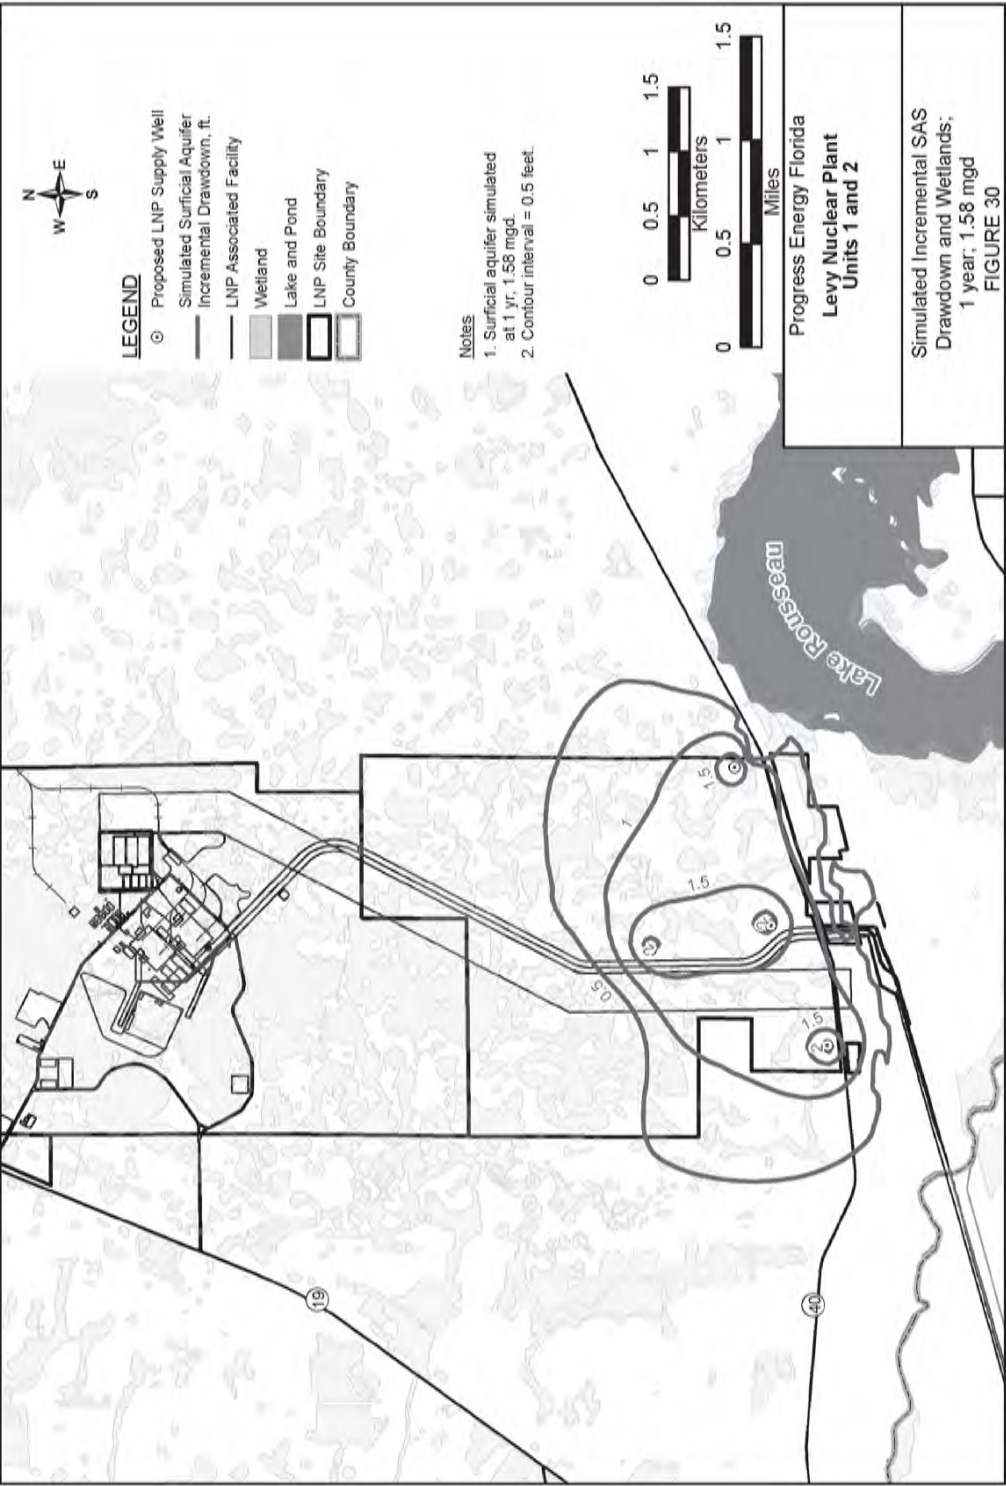 N
W
E
S
LEGEND
Proposed LNP Supply Well
Simulated Surficial Aquifer
Incremental Drawdown, ft.
LNP Associated Facility
Wetland
Lake and Pond
LNP Site Boundary
County Boundary
Notes
1. Surficial aquifer simulated
at 1 yr, 1.58 mgd.
2. Contour interval = 0.5 feet.
0 0.5 1 1.5
Kilometers
0 0.5 1 1.5
Miles
Progress Energy Florida
Levy Nuclear Plant
Units 1 and 2
Simulated Incremental SAS
Drawdown and Wetlands;
1 year; 1.58 mgd
FIGURE 30
Lake Rousseau
1.5
1
1.5
0.5
1.5
2
19
40